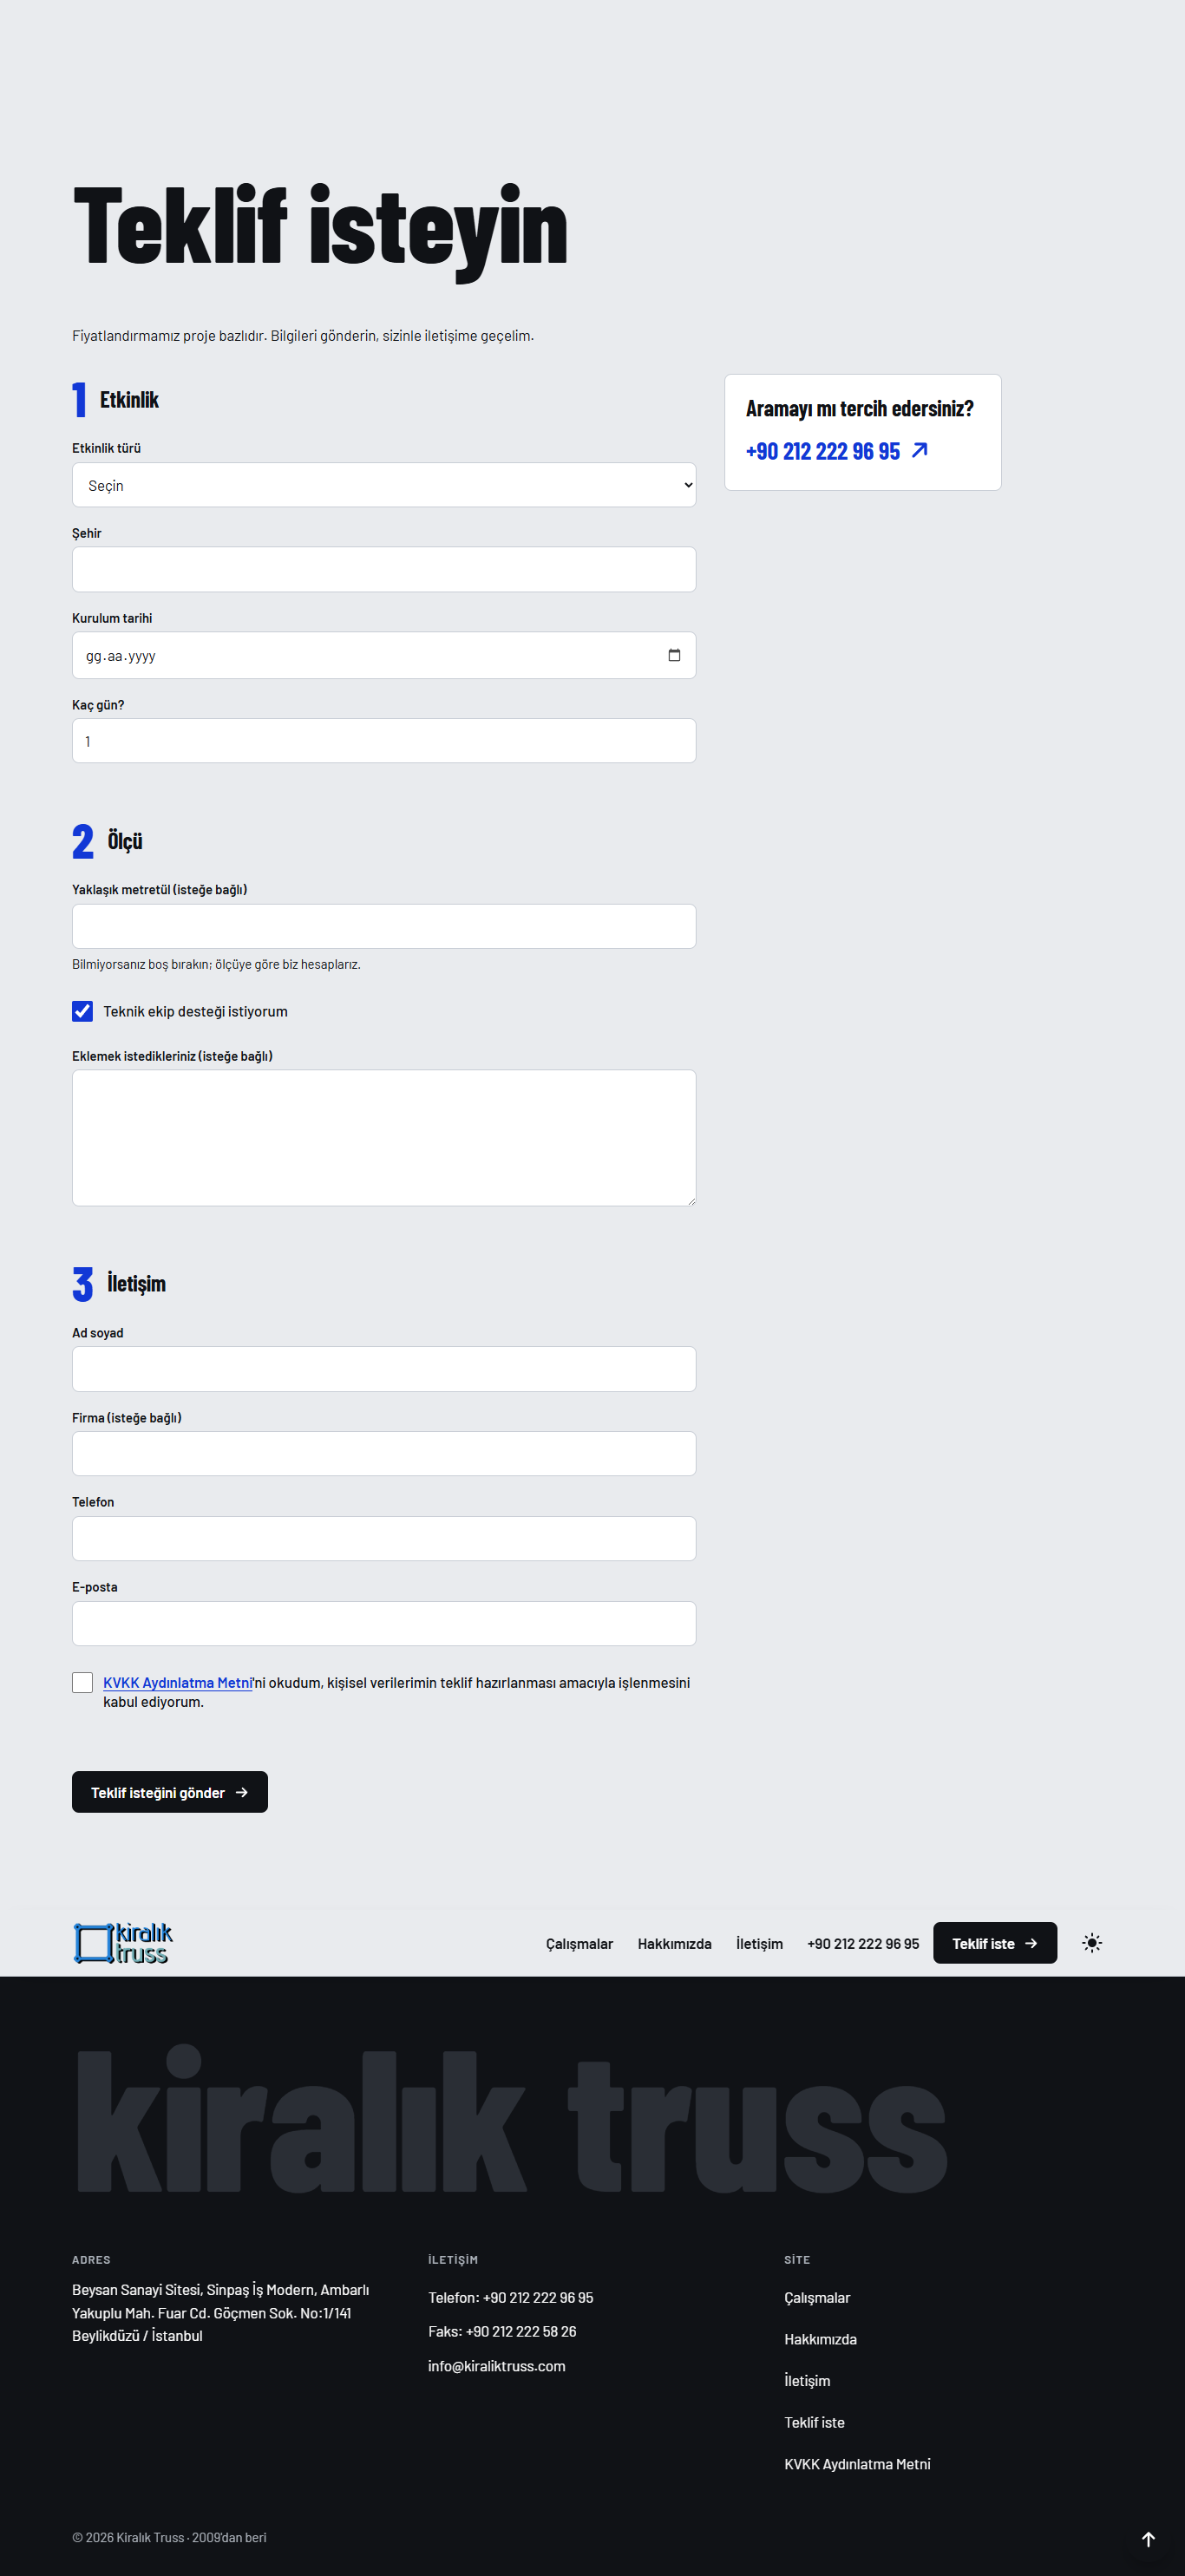 Teklif isteyin
Fiyatlandırmamız proje bazlıdır. Bilgileri gönderin, sizinle iletişime geçelim.
1 Etkinlik
Etkinlik türü
Seçin
Şehir
Kurulum tarihi
gg.aa.yyyy
Kaç gün?
1
Aramayı mı tercih edersiniz?
+90 212 222 96 95
2 Ölçü
Yaklaşık metretül (isteğe bağlı)
Bilmiyorsanız boş bırakın; ölçüye göre biz hesaplarız.
Teknik ekip desteği istiyorum
Eklemek istedikleriniz (isteğe bağlı)
3 İletişim
Ad soyad
Firma (isteğe bağlı)
Telefon
E-posta
KVKK Aydınlatma Metni'ni okudum, kişisel verilerimin teklif hazırlanması amacıyla işlenmesini
kabul ediyorum.
Teklif isteğini gönder
kiralık
truss
Çalışmalar Hakkımızda İletişim +90 212 222 96 95 Teklif iste
kiralık truss
ADRES
Beysan Sanayi Sitesi, Sinpaş İş Modern, Ambarlı
Yakuplu Mah. Fuar Cd. Göçmen Sok. No:1/141
Beylikdüzü / İstanbul
İLETİŞİM
Telefon: +90 212 222 96 95
Faks: +90 212 222 58 26
info@kiraliktruss.com
SİTE
Çalışmalar
Hakkımızda
İletişim
Teklif iste
KVKK Aydınlatma Metni
© 2026 Kiralık Truss · 2009'dan beri